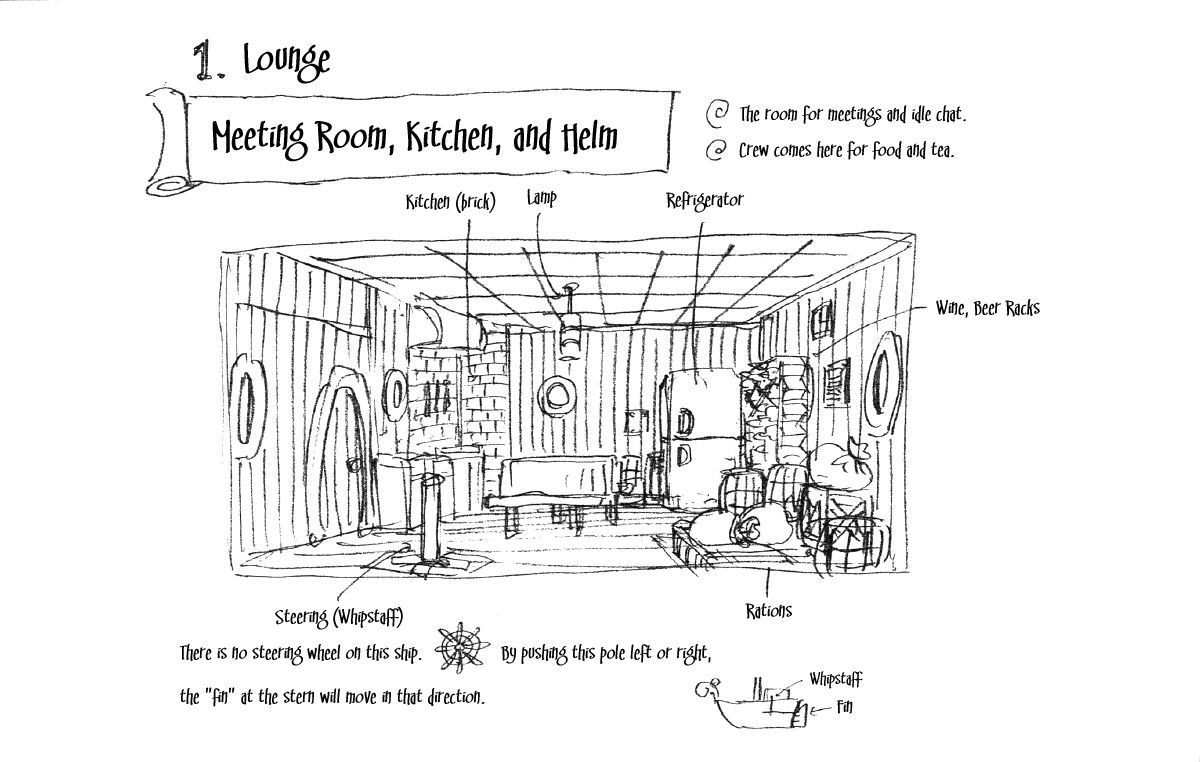 1. Lounge
Meeting Room, Kitchen, and Helm
The room for meetings and idle chat.
Crew comes here for food and tea.
Kitchen (brick)
Lamp
Refrigerator
Wine, Beer Racks
Steering (Whipstaff)
Rations
There is no steering wheel on this ship. By pushing this pole left or right,
the "fin" at the stern will move in that direction.
Whipstaff
Fin